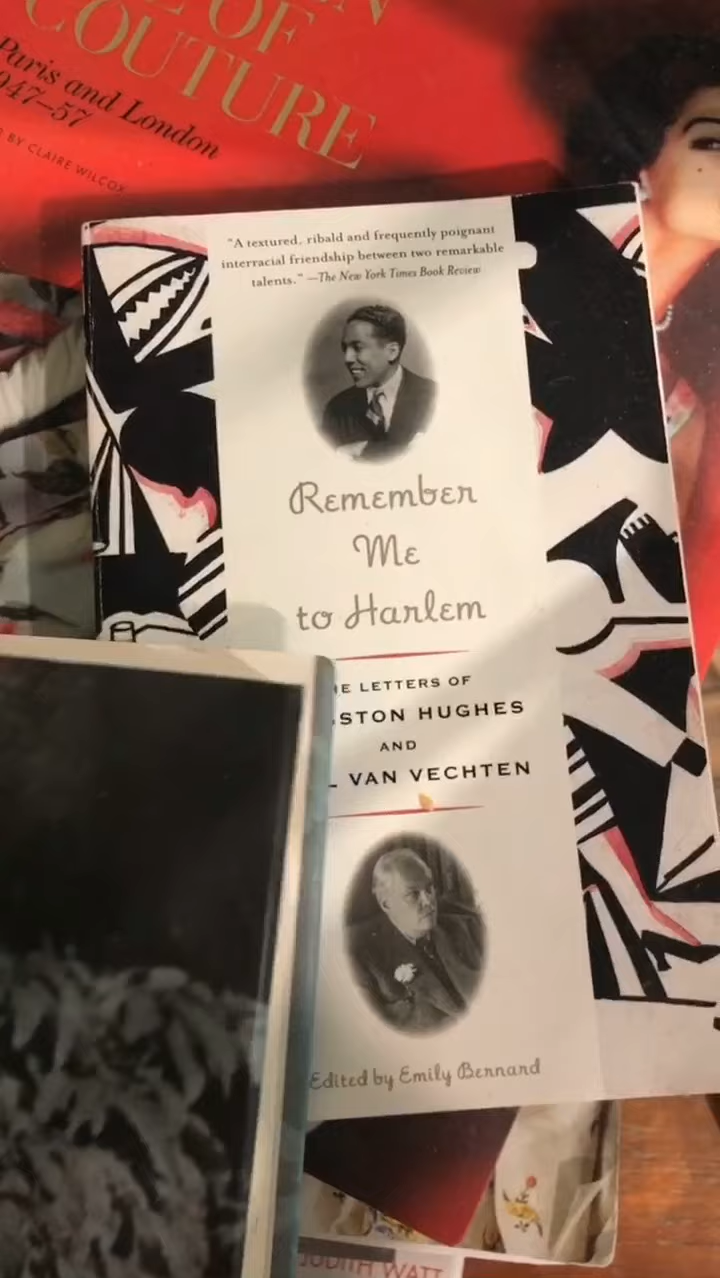 OF
COUTURE
Paris and London
947–57
BY CLAIRE WILCOX
"A textured, ribald and frequently poignant
interracial friendship between two remarkable
talents." —The New York Times Book Review
Remember
Me
to Harlem
E LETTERS OF
STON HUGHES
AND
VAN VECHTEN
Edited by Emily Bernard
JUDITH WATT